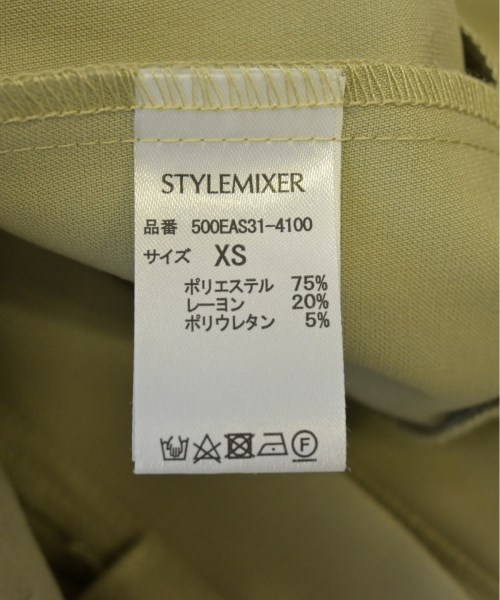 STYLEMIXER
品番 500EAS31-4100
サイズ XS
ポリエステル 75%
レーヨン 20%
ポリウレタン 5%
F